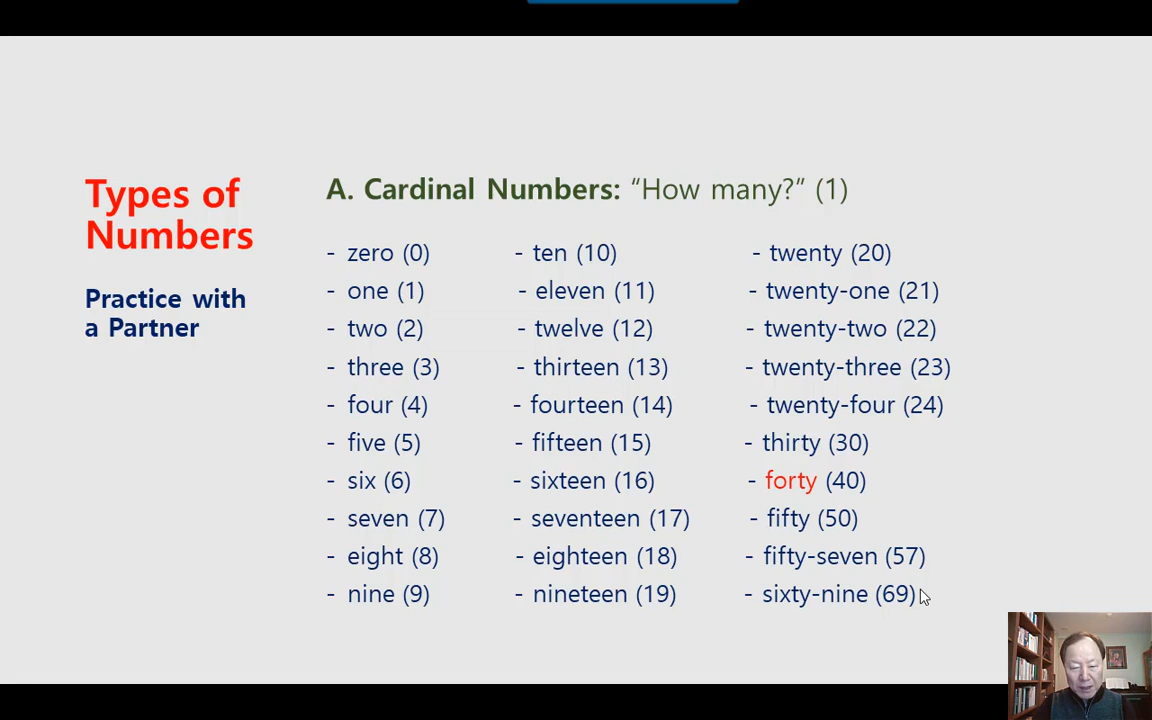 Types of
Numbers
Practice with
a Partner
A. Cardinal Numbers: “How many?” (1)
- zero (0)
- one (1)
- two (2)
- three (3)
- four (4)
- five (5)
- six (6)
- seven (7)
- eight (8)
- nine (9)
- ten (10)
- eleven (11)
- twelve (12)
- thirteen (13)
- fourteen (14)
- fifteen (15)
- sixteen (16)
- seventeen (17)
- eighteen (18)
- nineteen (19)
- twenty (20)
- twenty-one (21)
- twenty-two (22)
- twenty-three (23)
- twenty-four (24)
- thirty (30)
- forty (40)
- fifty (50)
- fifty-seven (57)
- sixty-nine (69)